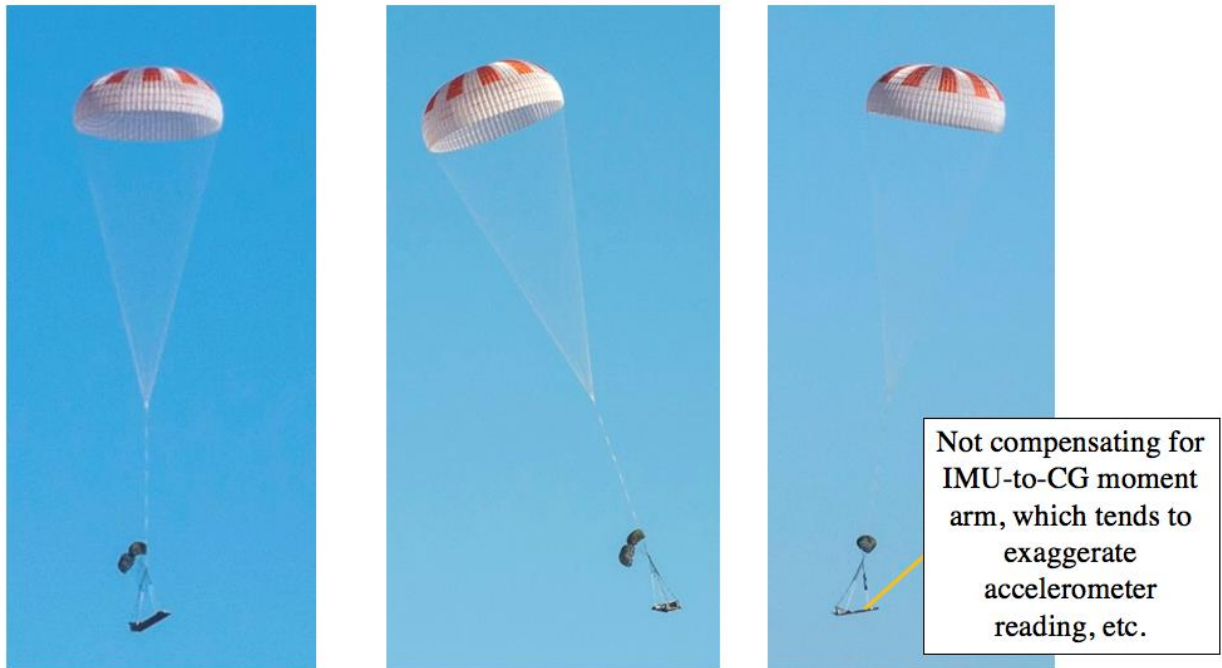 Not compensating for
IMU-to-CG moment
arm, which tends to
exaggerate
accelerometer
reading, etc.